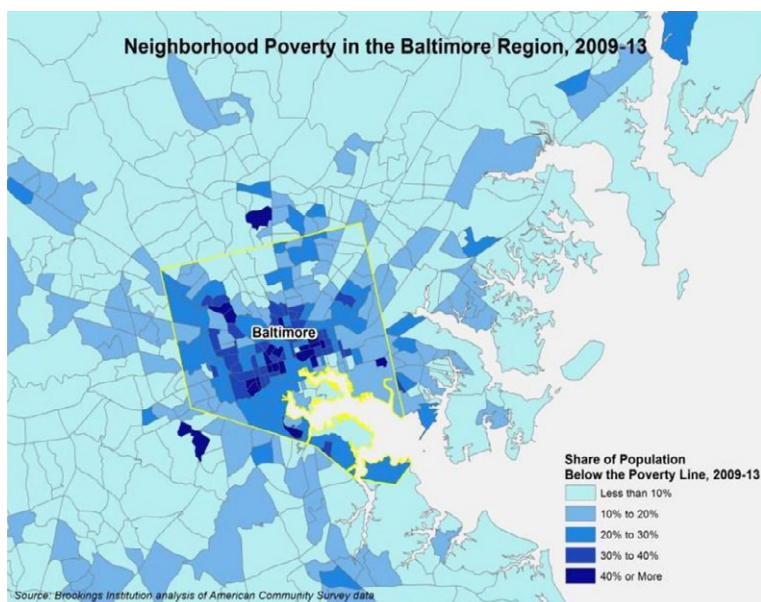 Neighborhood Poverty in the Baltimore Region, 2009-13
Baltimore
Share of Population
Below the Poverty Line, 2009-13
Less than 10%
10% to 20%
20% to 30%
30% to 40%
40% or More
Source: Brookings Institution analysis of American Community Survey data